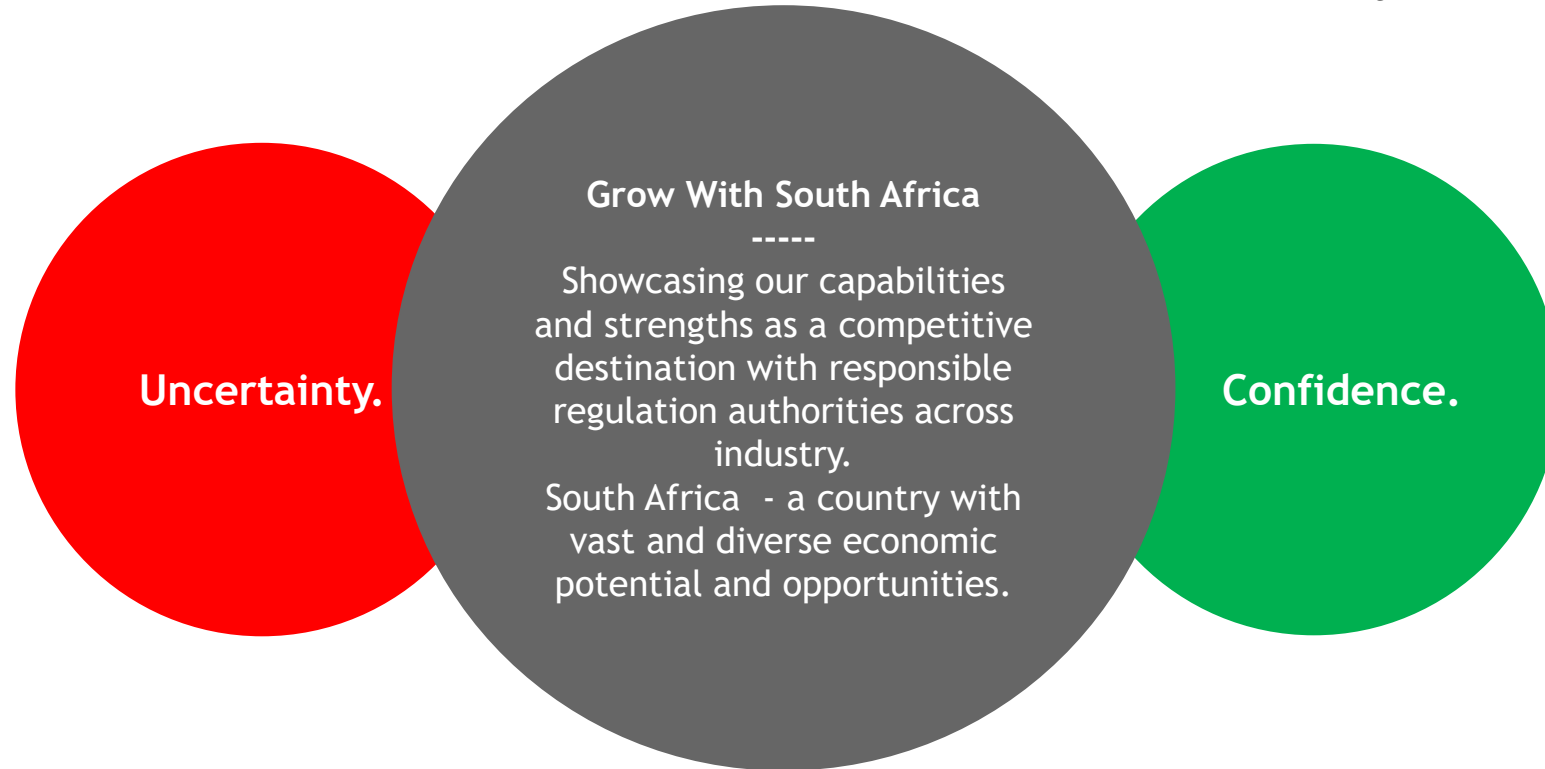 Uncertainty.
Grow With South Africa
-----
Showcasing our capabilities
and strengths as a competitive
destination with responsible
regulation authorities across
industry.
South Africa  - a country with
vast and diverse economic
potential and opportunities.
Confidence.